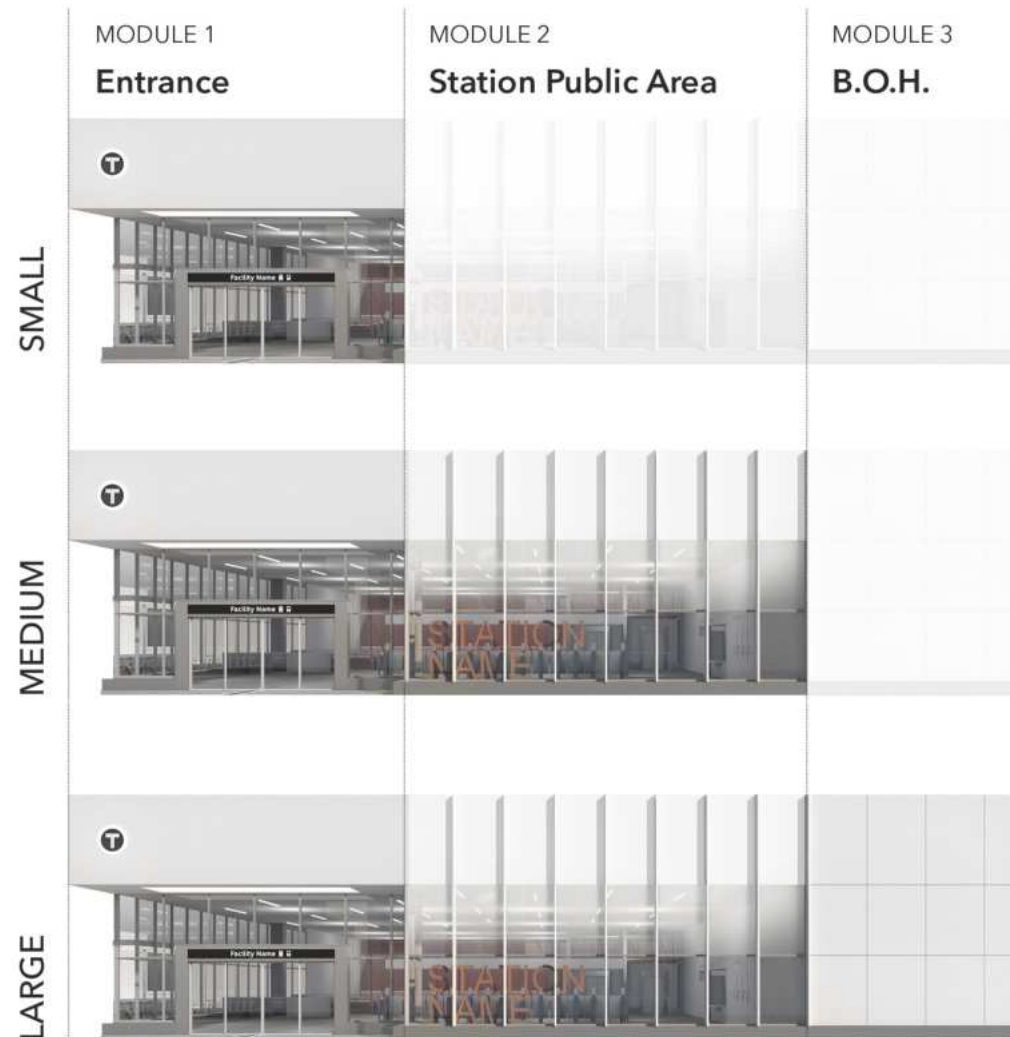 MODULE 1
Entrance
MODULE 2
Station Public Area
MODULE 3
B.O.H.
SMALL
T
Facility Name
MEDIUM
T
Facility Name
STATION
NAME
LARGE
T
Facility Name
STATION
NAME